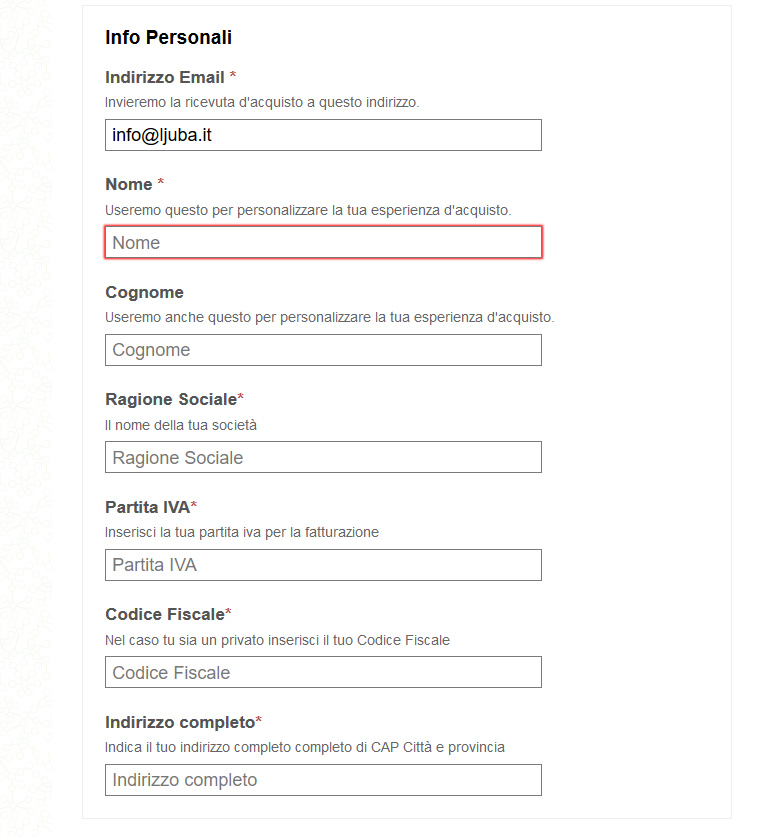 Info Personali
Indirizzo Email *
Invieremo la ricevuta d'acquisto a questo indirizzo.
info@ljuba.it
Nome *
Useremo questo per personalizzare la tua esperienza d'acquisto.
Nome
Cognome
Useremo anche questo per personalizzare la tua esperienza d'acquisto.
Cognome
Ragione Sociale*
Il nome della tua società
Ragione Sociale
Partita IVA*
Inserisci la tua partita iva per la fatturazione
Partita IVA
Codice Fiscale*
Nel caso tu sia un privato inserisci il tuo Codice Fiscale
Codice Fiscale
Indirizzo completo*
Indica il tuo indirizzo completo completo di CAP Città e provincia
Indirizzo completo